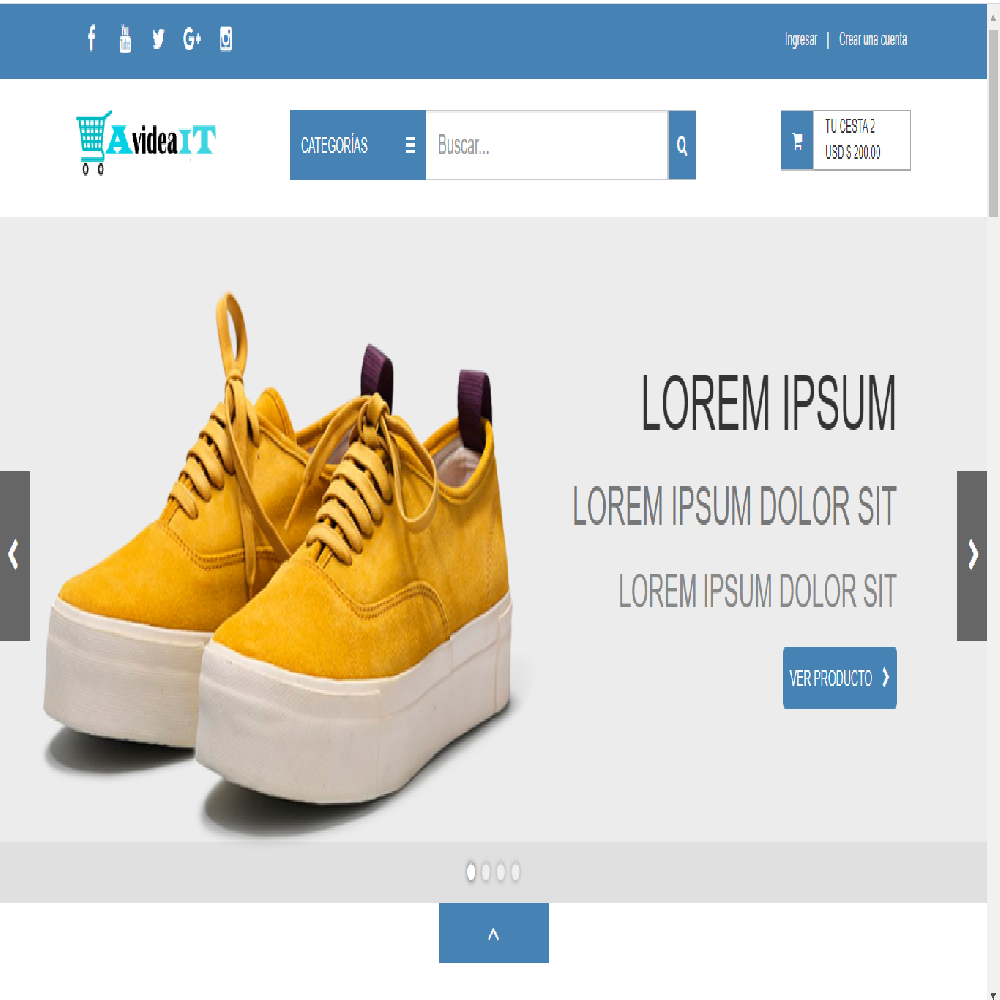 Ingresar | Crear una cuenta
AvideaIT
CATEGORÍAS
Buscar...
TU CESTA 2
USD $ 200.00
LOREM IPSUM
LOREM IPSUM DOLOR SIT
LOREM IPSUM DOLOR SIT
VER PRODUCTO